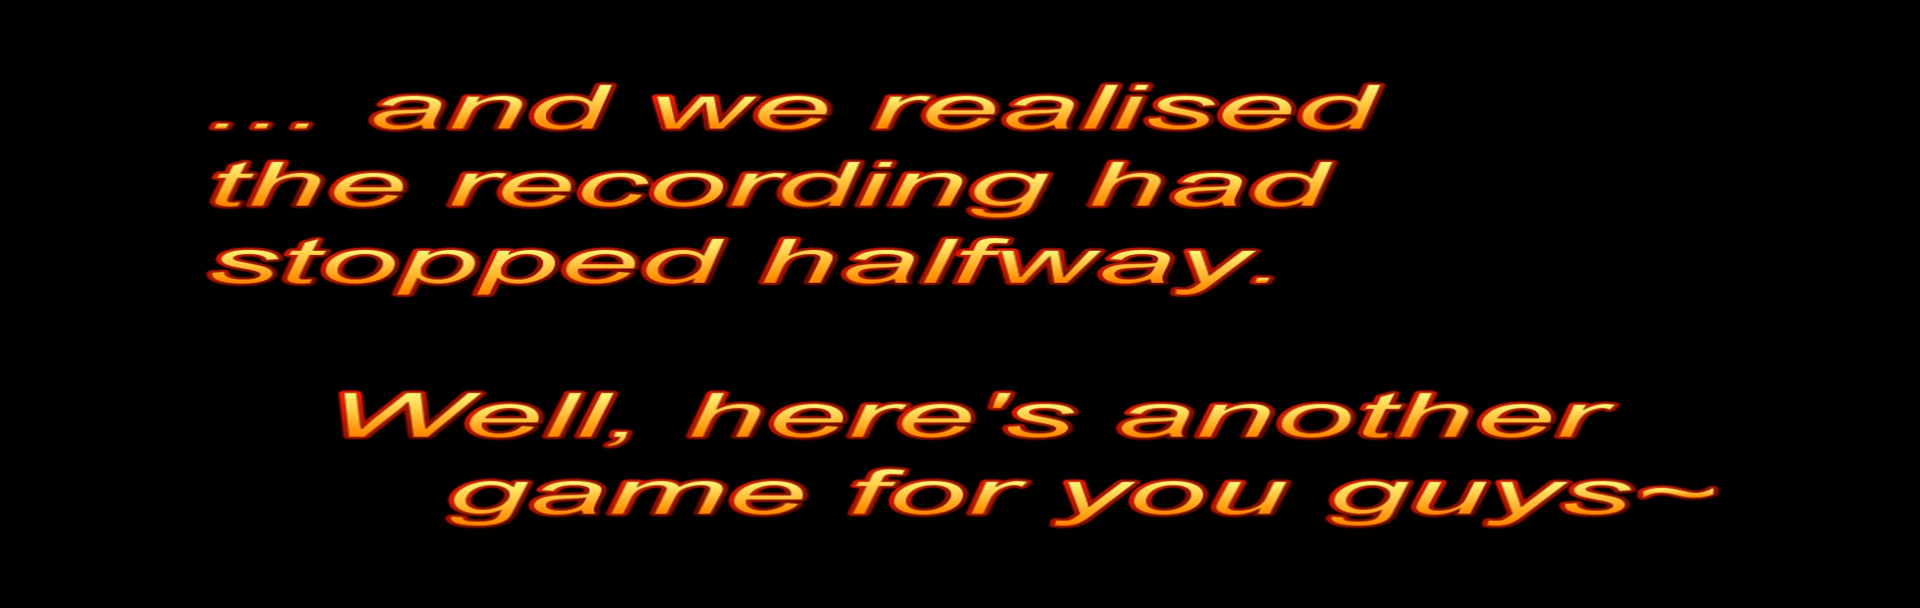 ... and we realised
the recording had
stopped halfway.
Well, here's another
game for you guys~